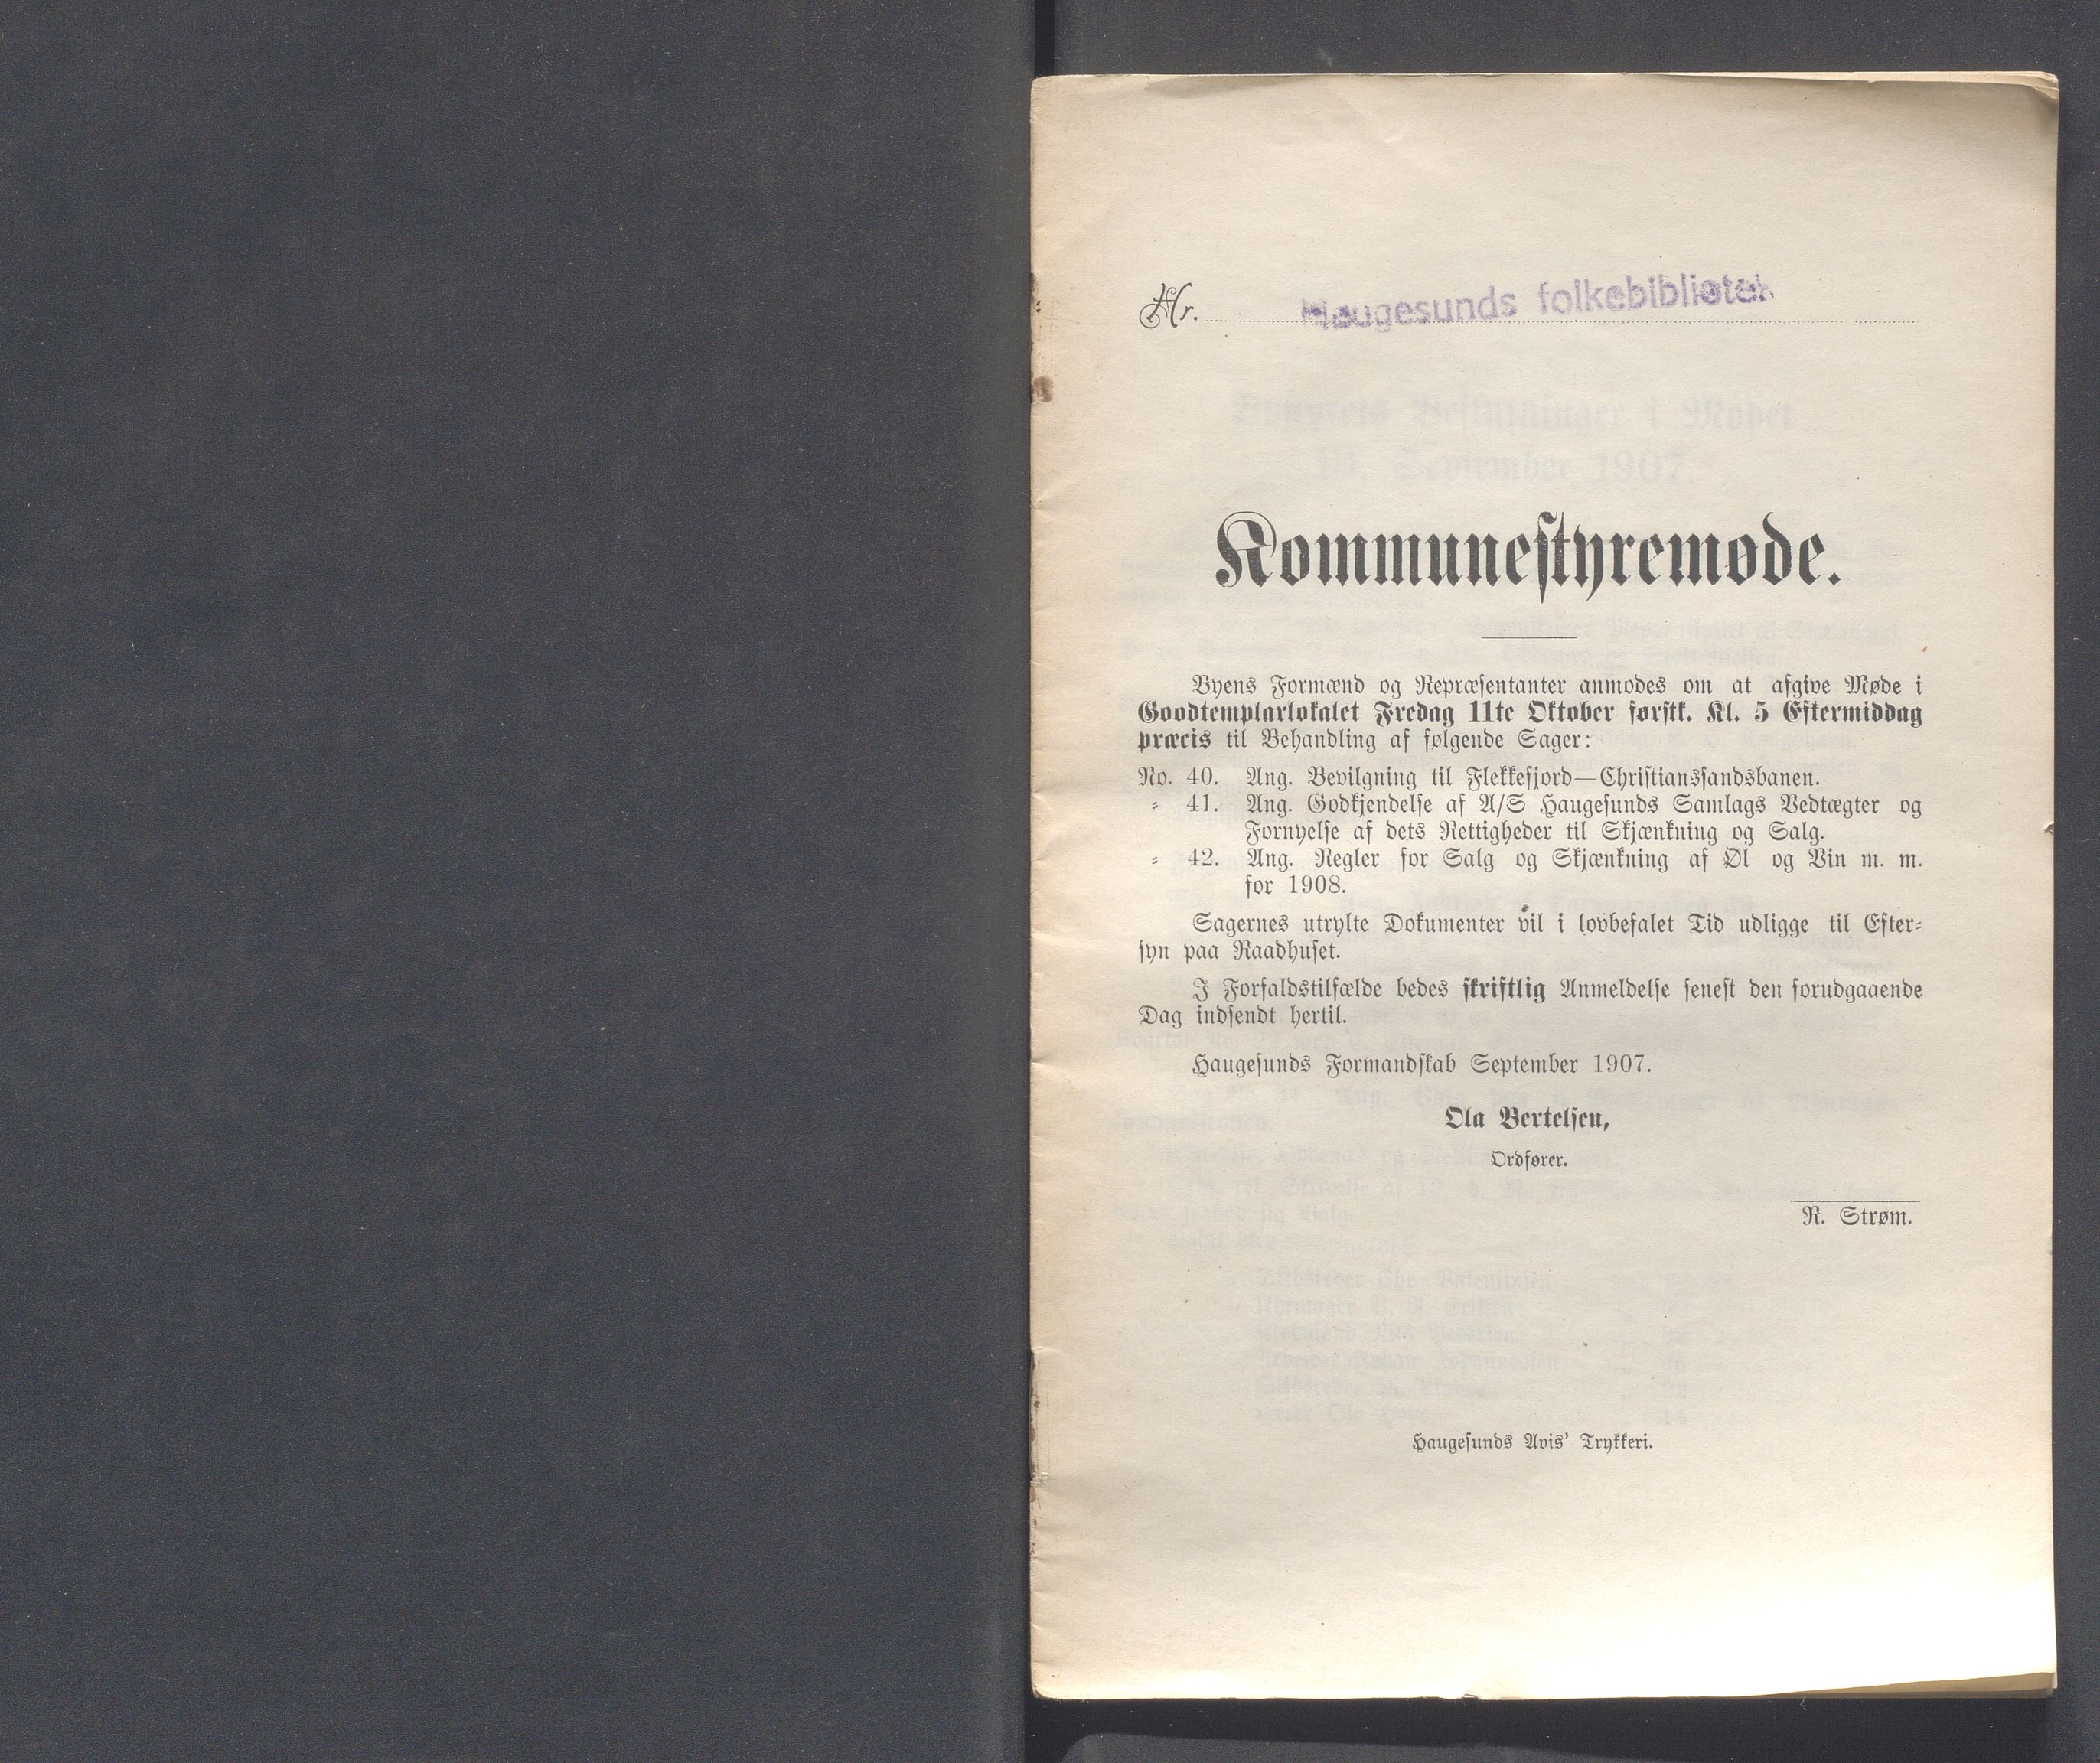 Hr.
Haugesunds folkebibliotek
Kommunestyremøde.
Byens Formænd og Repræsentanter anmodes om at afgive Møde i
Goodtemplarlokalet Fredag 11te Oktober førstk. Kl. 5 Eftermiddag
præcis til Behandling af følgende Sager:
No. 40. Ang. Bevilgning til Flekkefjord—Christianssandsbanen.
„ 41. Ang. Godkjendelse af A/S Haugesunds Samlags Vedtægter og
Fornyelse af dets Rettigheder til Skjænkning og Salg.
„ 42. Ang. Regler for Salg og Skjænkning af Øl og Vin m. m.
for 1908.
Sagernes utrykte Dokumenter vil i lovbefalet Tid udligge til Efter-
syn paa Raadhuset.
I Forfaldstilfælde bedes skriftlig Anmeldelse senest den forudgaaende
Dag indsendt hertil.
Haugesunds Formandskab September 1907.
Ola Bertelsen,
Ordfører.
R. Strøm.
Haugesunds Avis' Trykkeri.